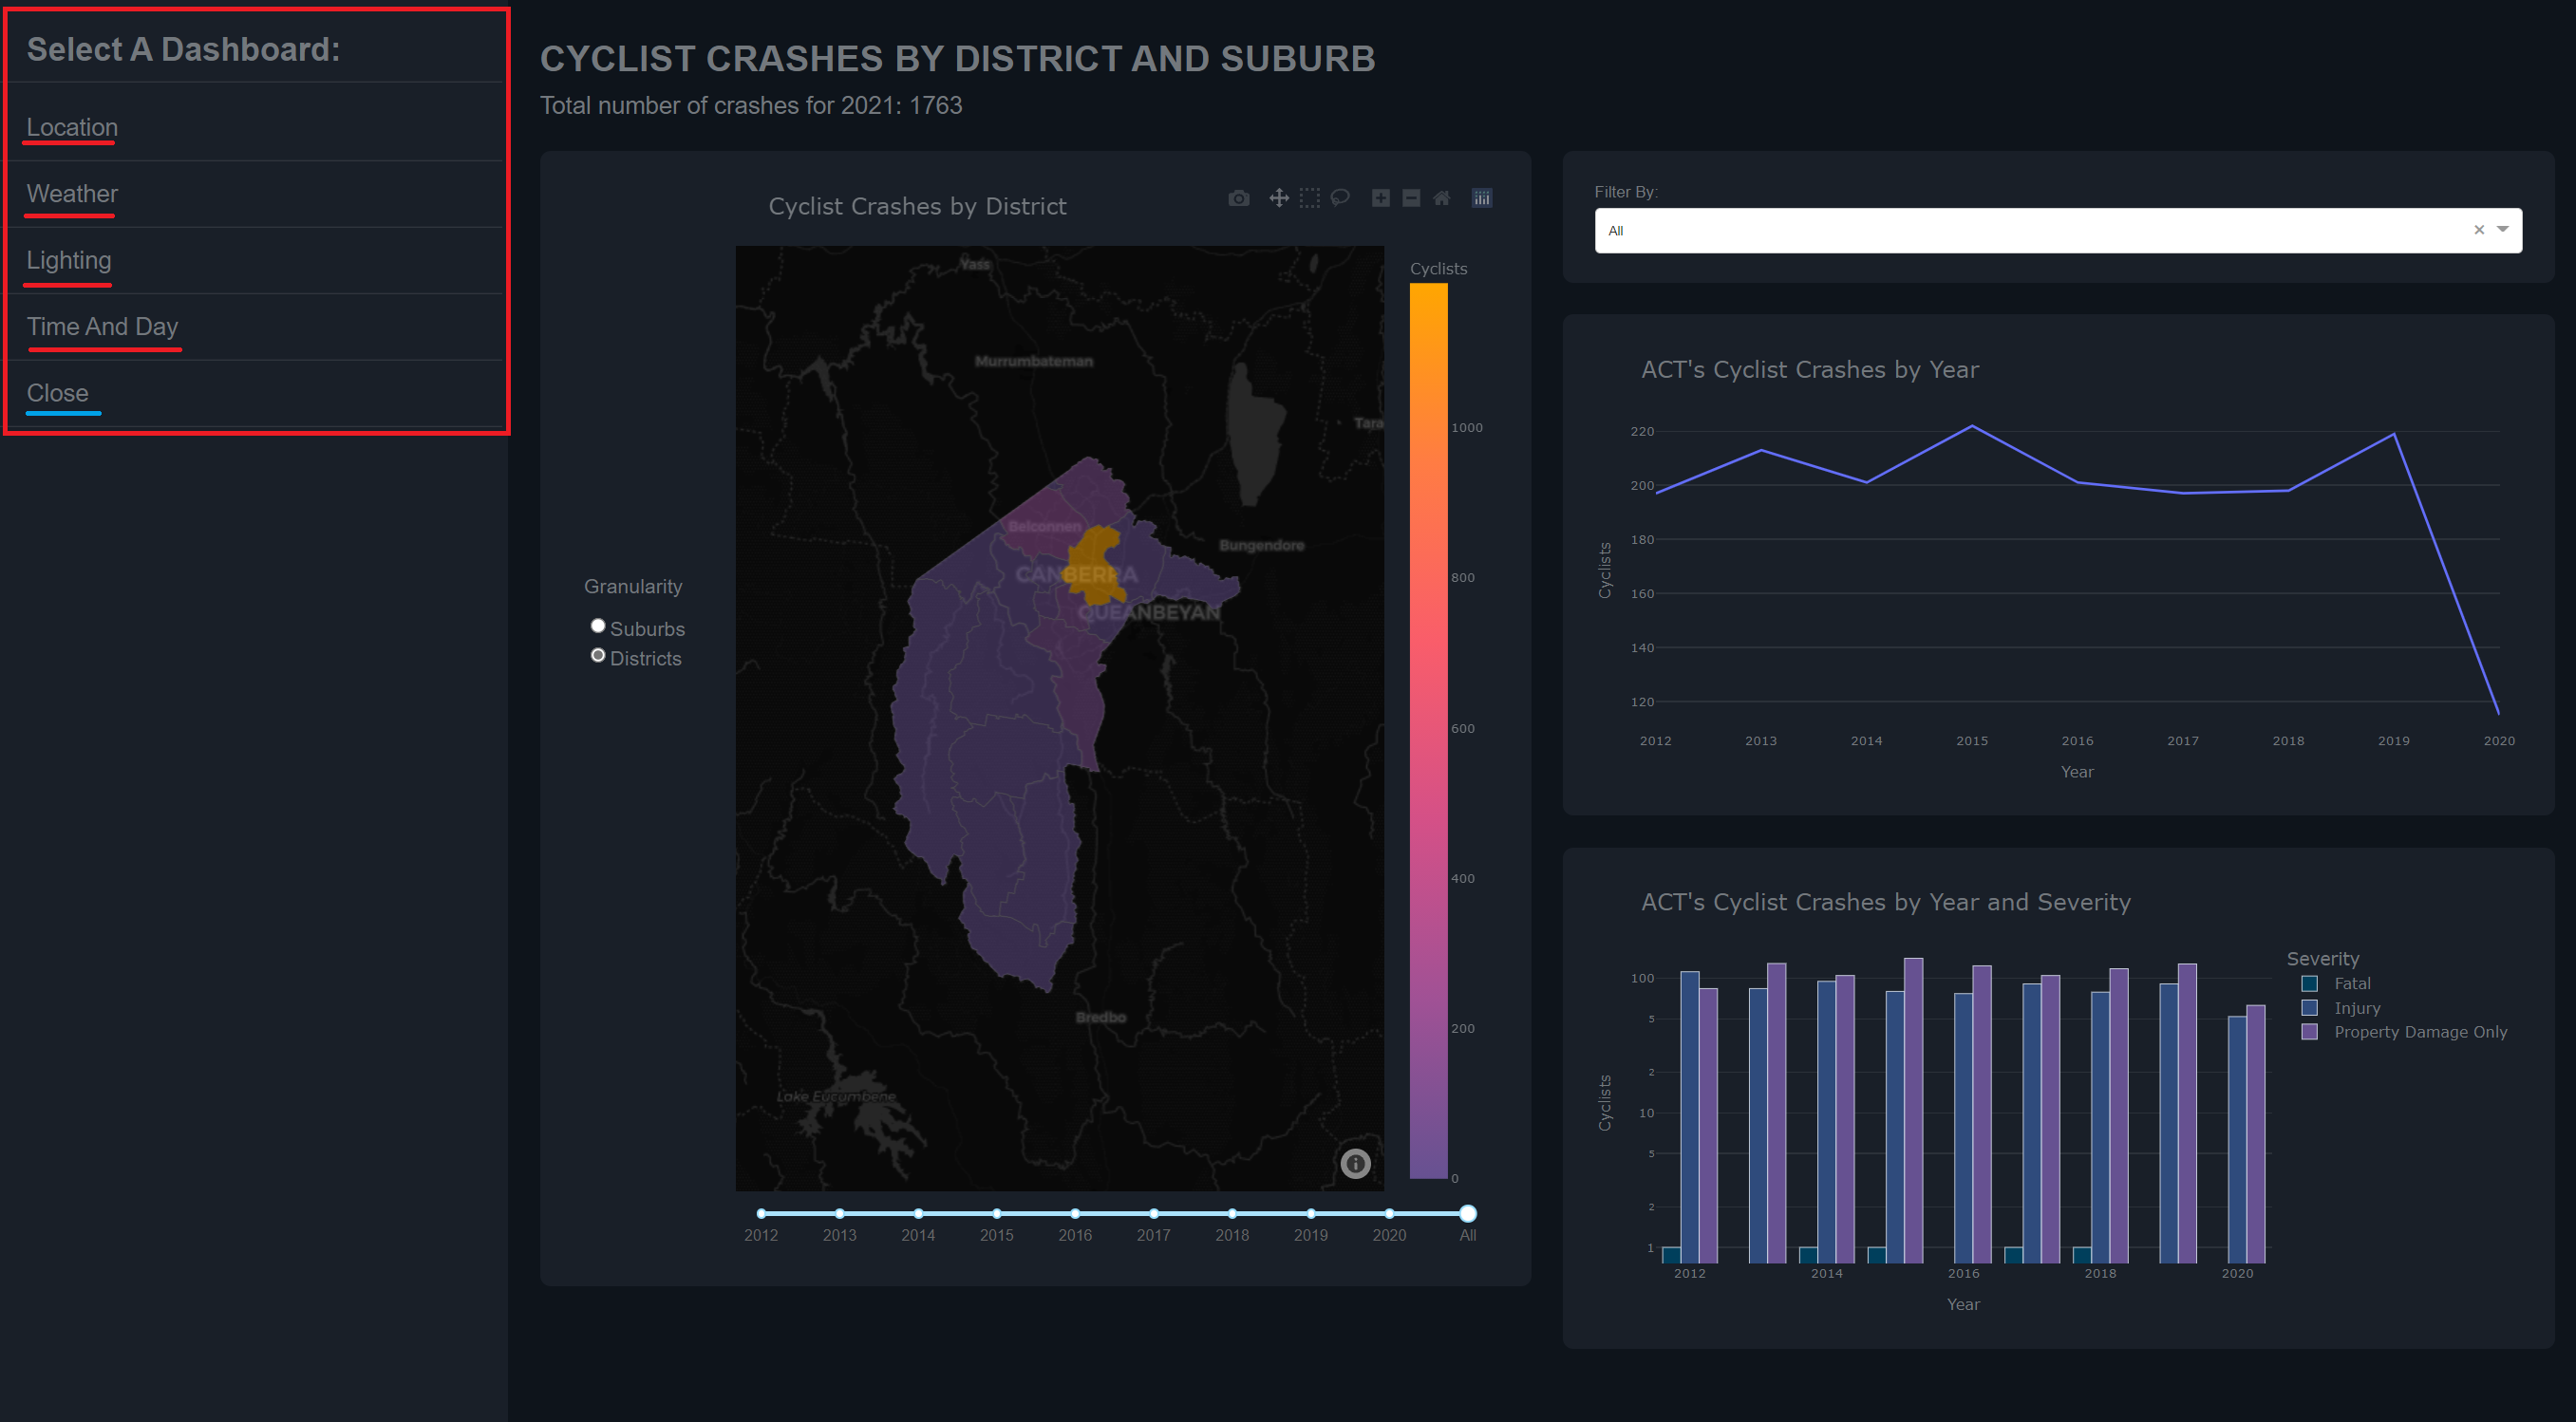 Select A Dashboard:
Location
Weather
Lighting
Time And Day
Close
CYCLIST CRASHES BY DISTRICT AND SUBURB
Total number of crashes for 2021: 1763
Cyclist Crashes by District
Granularity
Suburbs
Districts
Yass
Murrumbateman
Tara
Belconnen
Bungendore
CANBERRA
QUEANBEYAN
Bredbo
Lake Eucumbene
Cyclists
1000
800
600
400
200
0
2012 2013 2014 2015 2016 2017 2018 2019 2020 All
Filter By:
All
ACT's Cyclist Crashes by Year
Cyclists
220
200
180
160
140
120
2012 2013 2014 2015 2016 2017 2018 2019 2020
Year
ACT's Cyclist Crashes by Year and Severity
Cyclists
100
5
2
10
5
2
1
2012 2014 2016 2018 2020
Year
Severity
Fatal
Injury
Property Damage Only